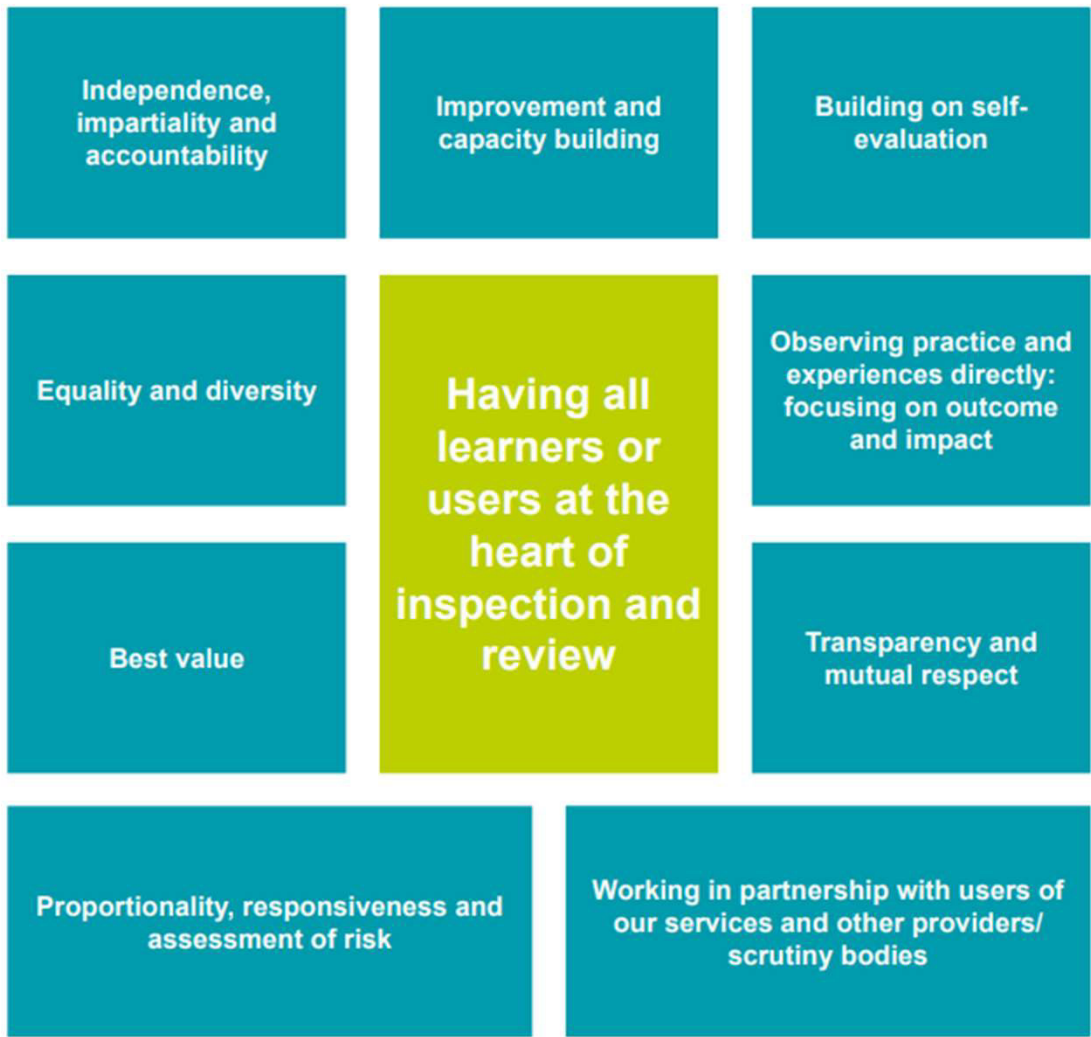 Independence,
impartiality and
accountability
Improvement and
capacity building
Building on self-
evaluation
Equality and diversity
Having all
learners or
users at the
heart of
inspection and
review
Observing practice and
experiences directly:
focusing on outcome
and impact
Best value
Transparency and
mutual respect
Proportionality, responsiveness and
assessment of risk
Working in partnership with users of
our services and other providers/
scrutiny bodies